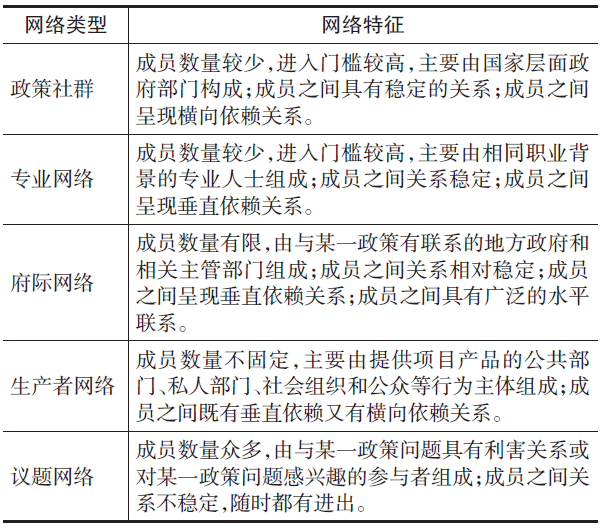 网络类型 网络特征
政策社群
成员数量较少,进入门槛较高,主要由国家层面政
府部门构成;成员之间具有稳定的关系;成员之间
呈现横向依赖关系。
专业网络
成员数量较少,进入门槛较高,主要由相同职业背
景的专业人士组成;成员之间关系稳定;成员之间
呈现垂直依赖关系。
府际网络
成员数量有限,由与某一政策有联系的地方政府和
相关主管部门组成;成员之间关系相对稳定;成员
之间呈现垂直依赖关系;成员之间具有广泛的水平
联系。
生产者网络
成员数量不固定,主要由提供项目产品的公共部
门、私人部门、社会组织和公众等行为主体组成;成
员之间既有垂直依赖又有横向依赖关系。
议题网络
成员数量众多,由与某一政策问题具有利害关系或
对某一政策问题感兴趣的参与者组成;成员之间关
系不稳定,随时都有进出。